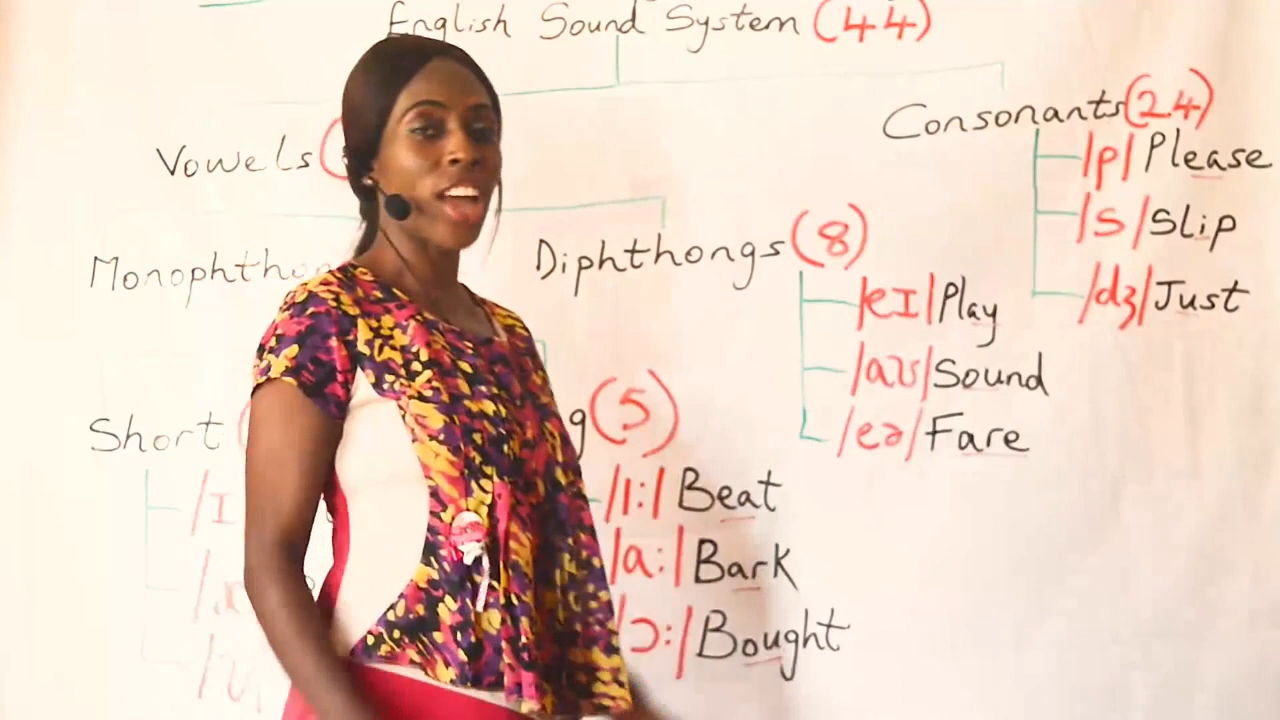 English Sound System (44)
Vowels (
Consonants (24)
/p/ Please
/s/ Slip
/dʒ/ Just
Monophthon
Diphthongs (8)
/eɪ/ Play
/aʊ/ Sound
/eə/ Fare
Short (
g (5)
/ɪ
/ɪ:/ Beat
/a:/ Bark
/ɔ:/ Bought